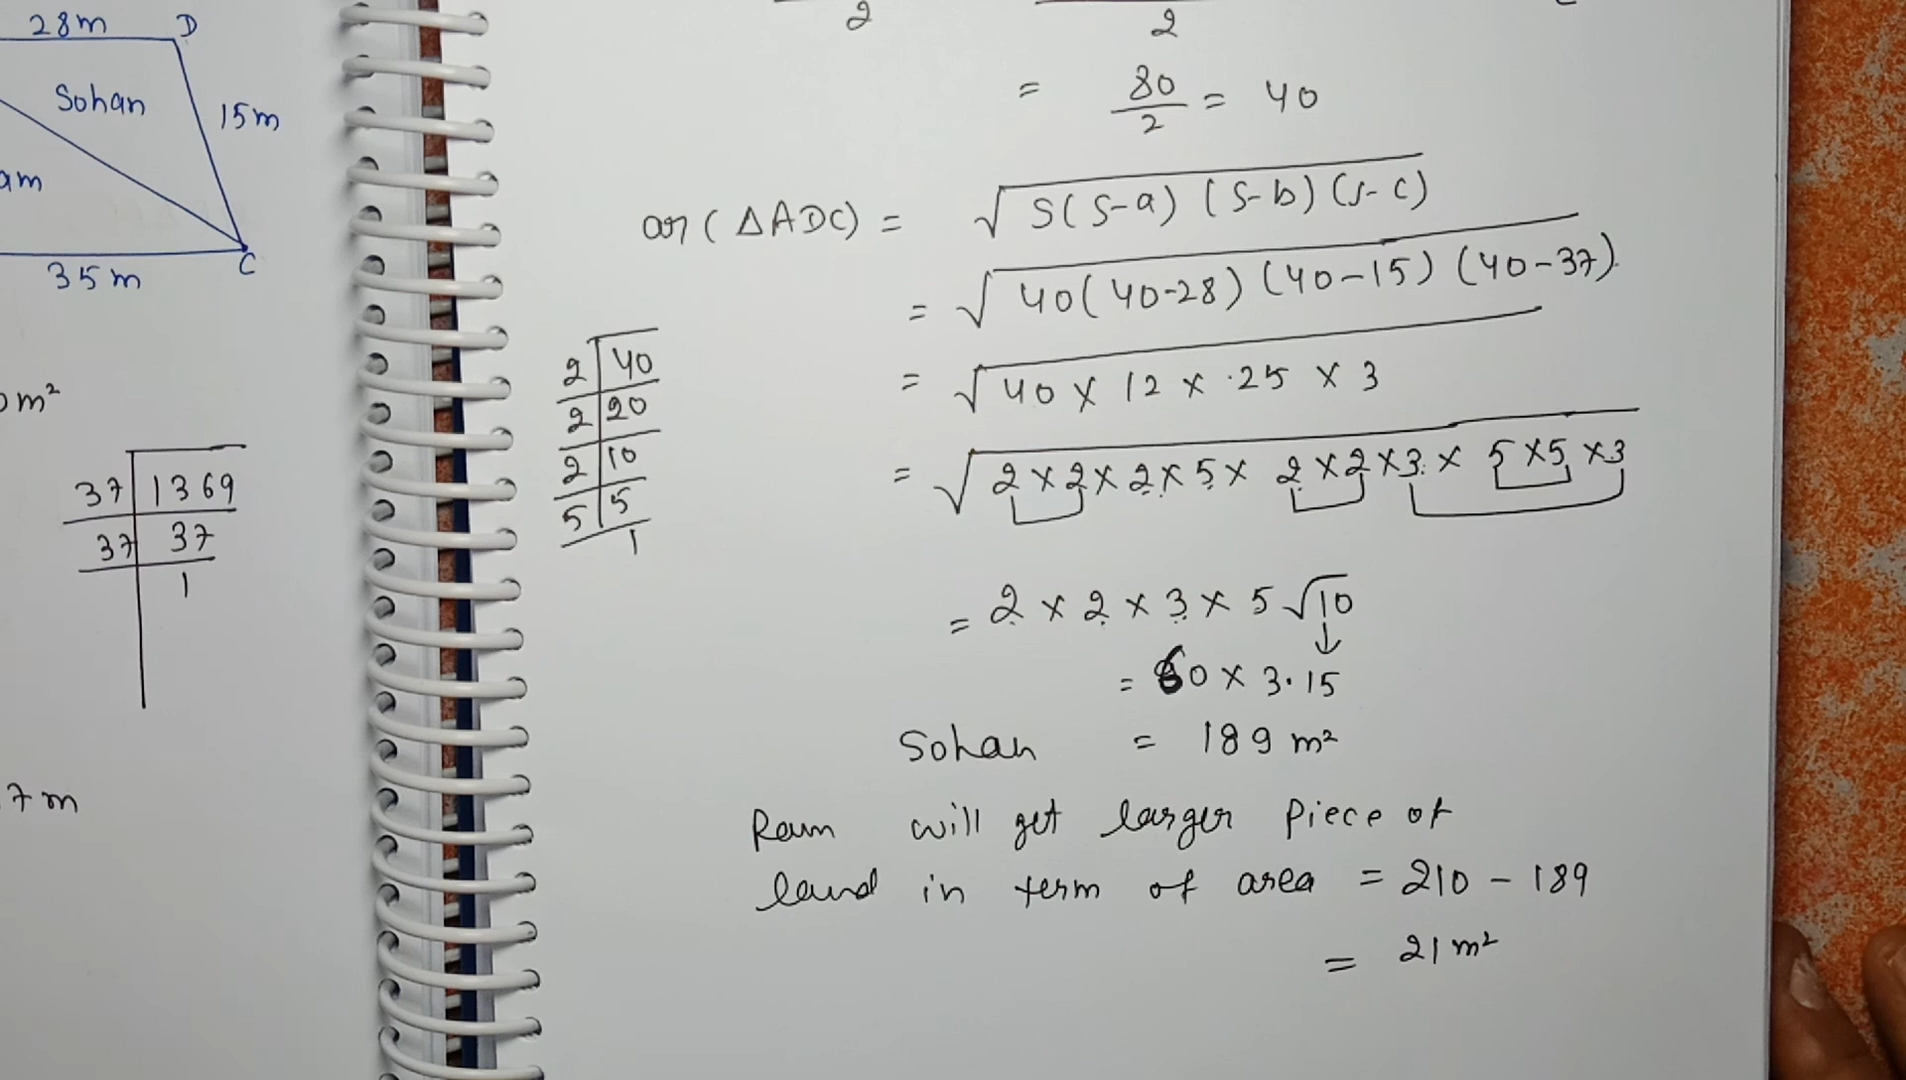 28m D
Sohan
15m
am
35m C
m²
37 1369
37 37
1
7m
2 2
= 80/2 = 40
ar (△ADC) = √S(S-a) (S-b) (S-c)
= √40(40-28) (40-15) (40-37)
= √40 × 12 × 25 × 3
= √2×2×2×5×2×2×3×5×5×3
2 40
2 20
2 10
5 5
1
= 2 × 2 × 3 × 5 √10
= 60 × 3.15
Sohan = 189 m²
Ram will get larger Piece of
land in term of area = 210 - 189
= 21 m²